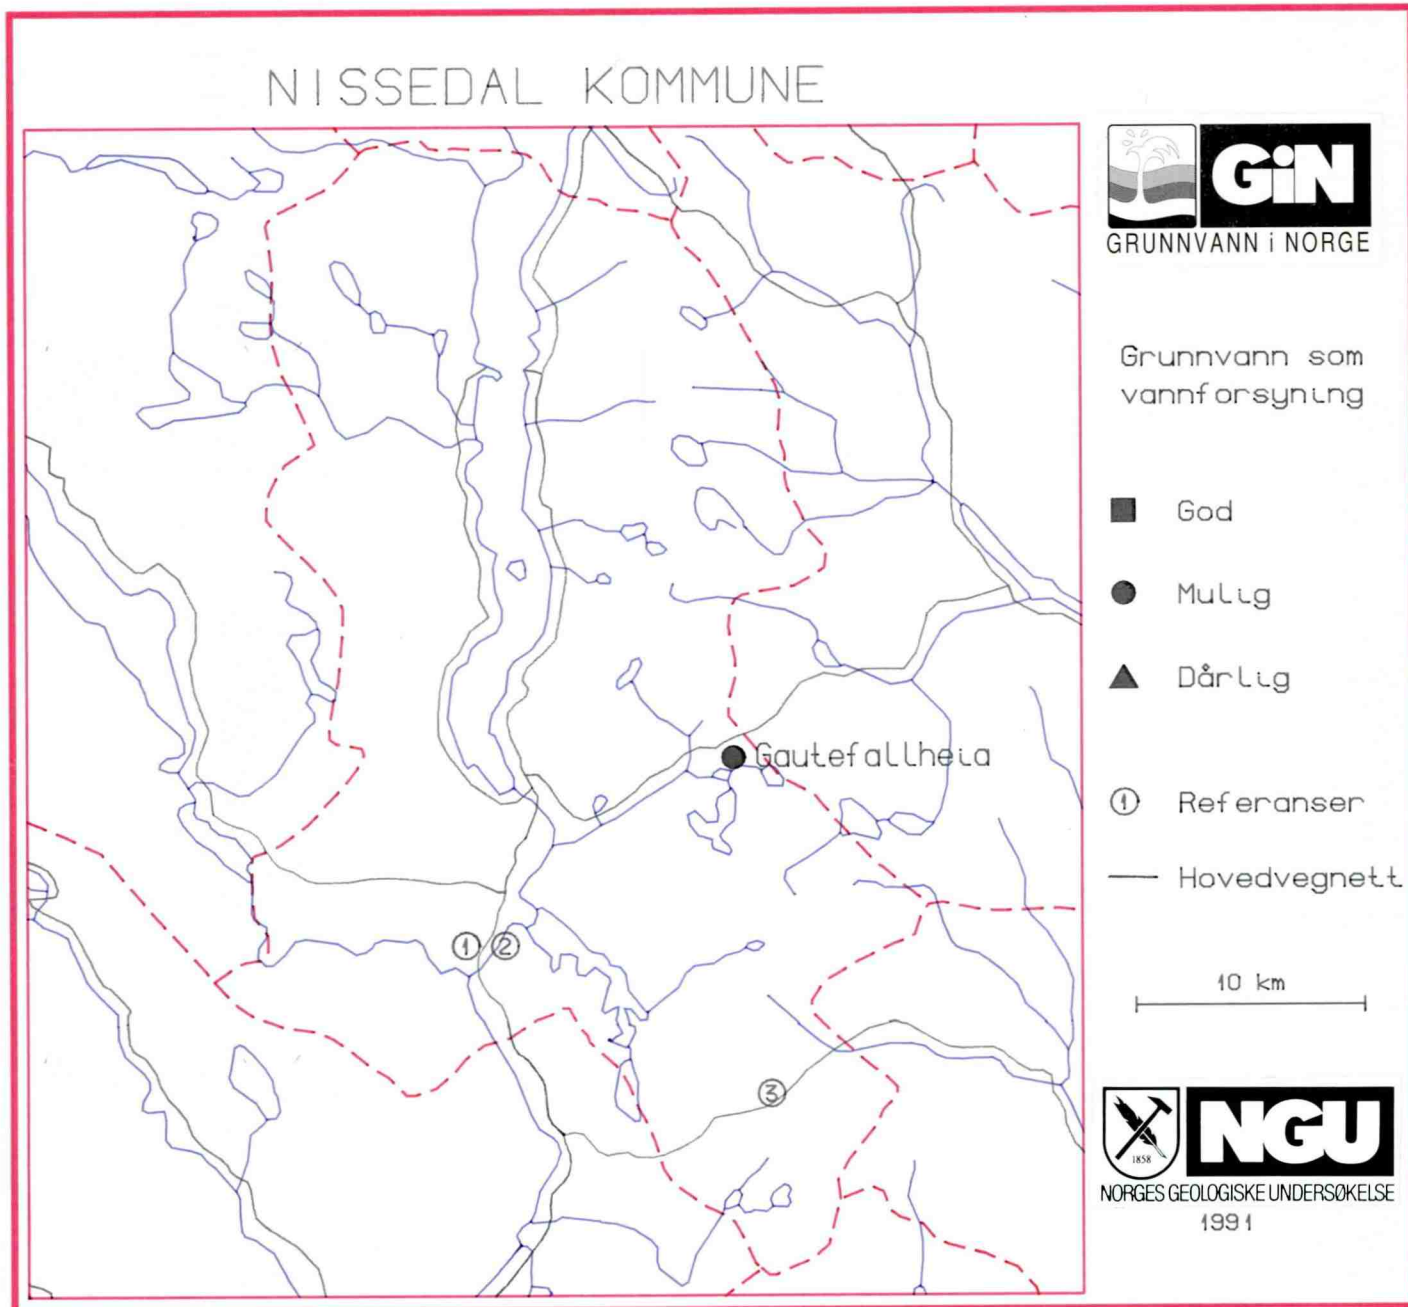 NISSEDAL KOMMUNE
GiN
GRUNNVANN i NORGE
Grunnvann som
vannforsyning
God
Mulig
Dårlig
Gautefallheia
1 Referanser
Hovedvegnett
1 2
10 km
3
1858
NGU
NORGES GEOLOGISKE UNDERSØKELSE
1991